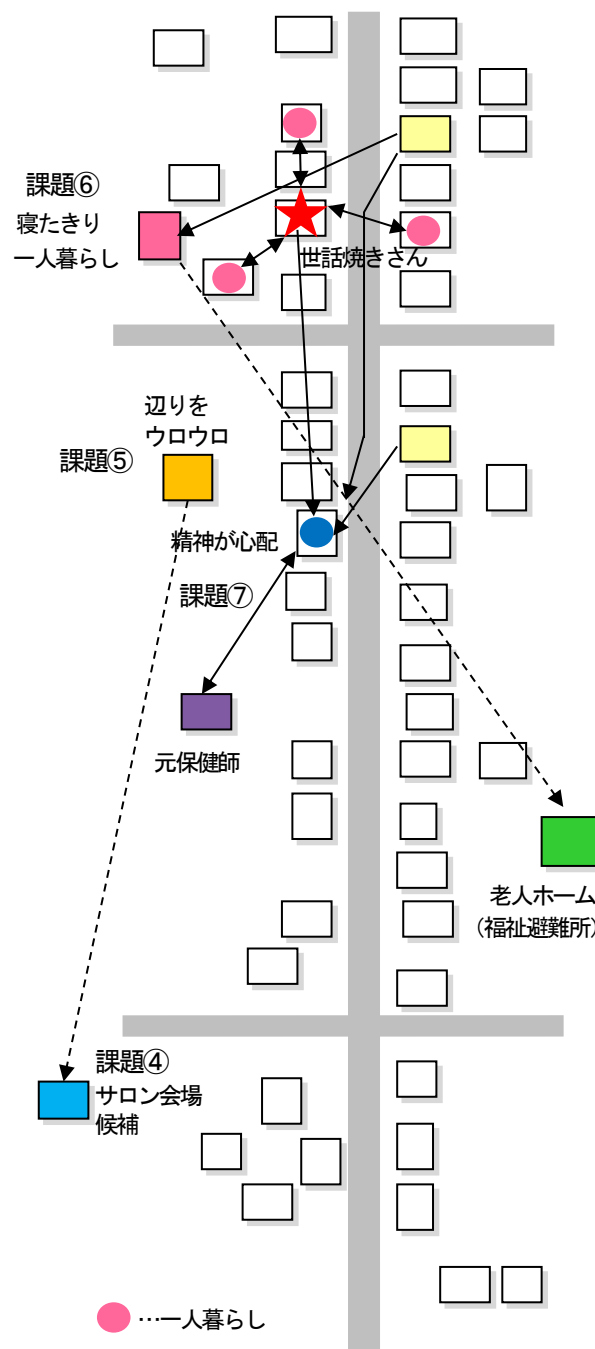 課題⑥
寝たきり
一人暮らし
世話焼きさん
辺りを
ウロウロ
課題⑤
精神が心配
課題⑦
元保健師
老人ホーム
（福祉避難所）
課題④
サロン会場
候補
…一人暮らし